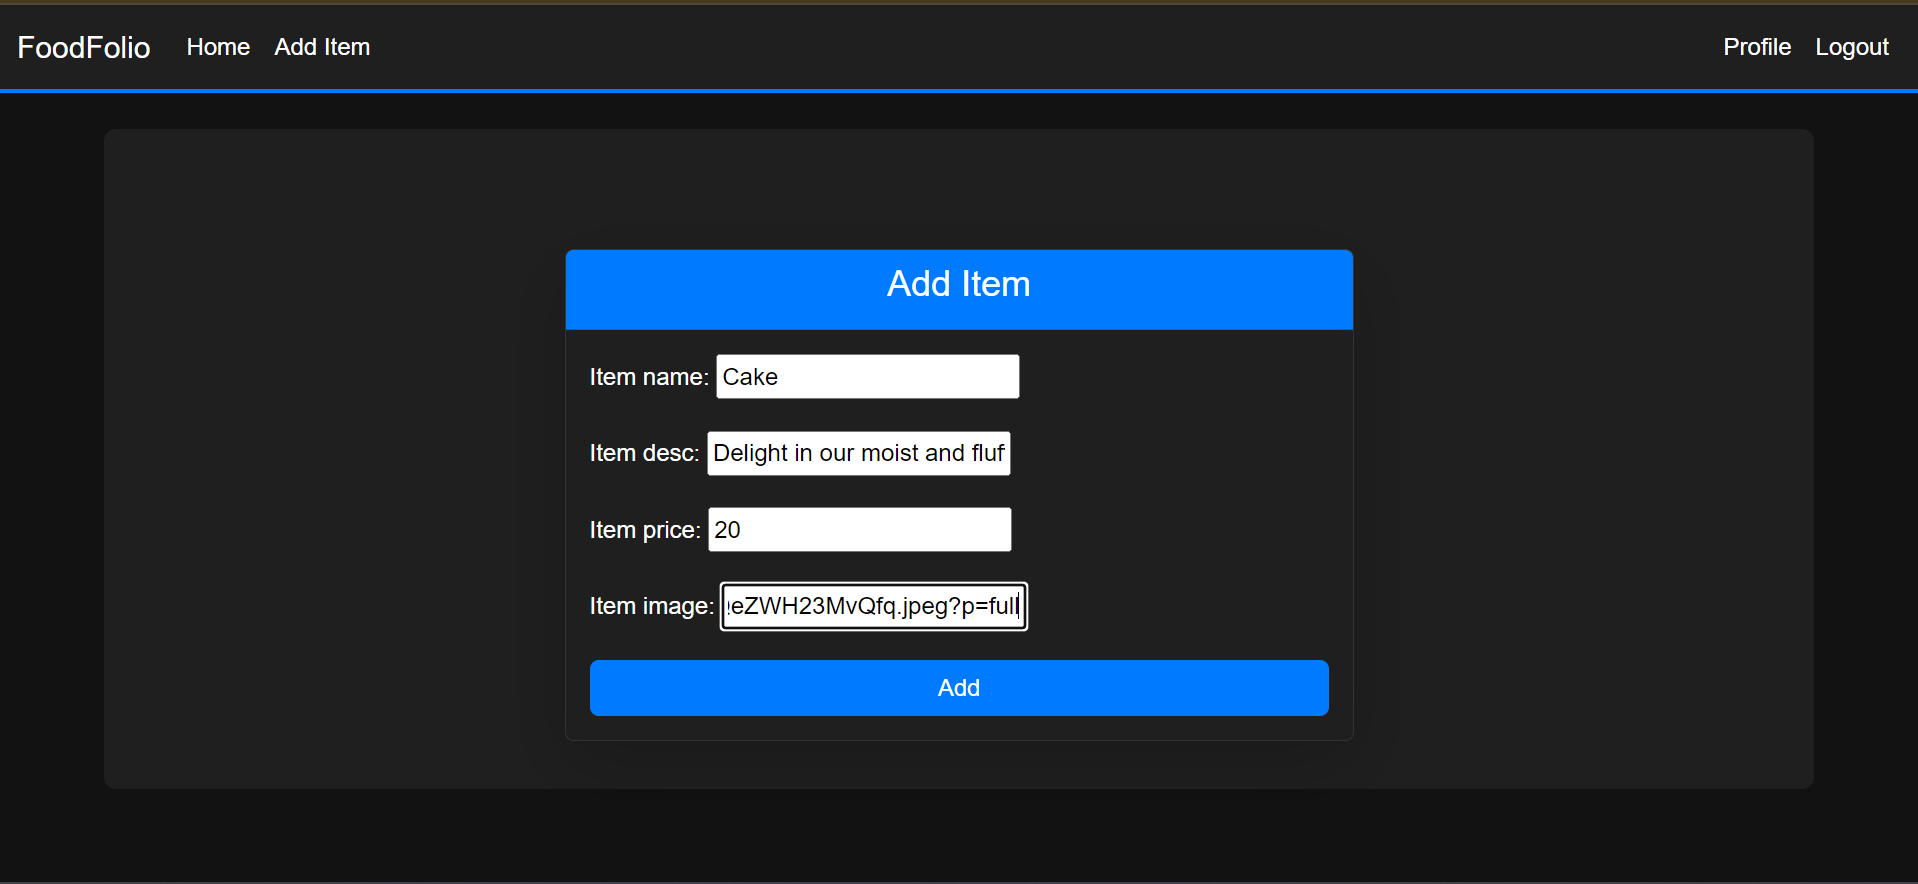 FoodFolio Home Add Item Profile Logout
Add Item
Item name: Cake
Item desc: Delight in our moist and fluf
Item price: 20
Item image: eZWH23MvQfq.jpeg?p=full
Add